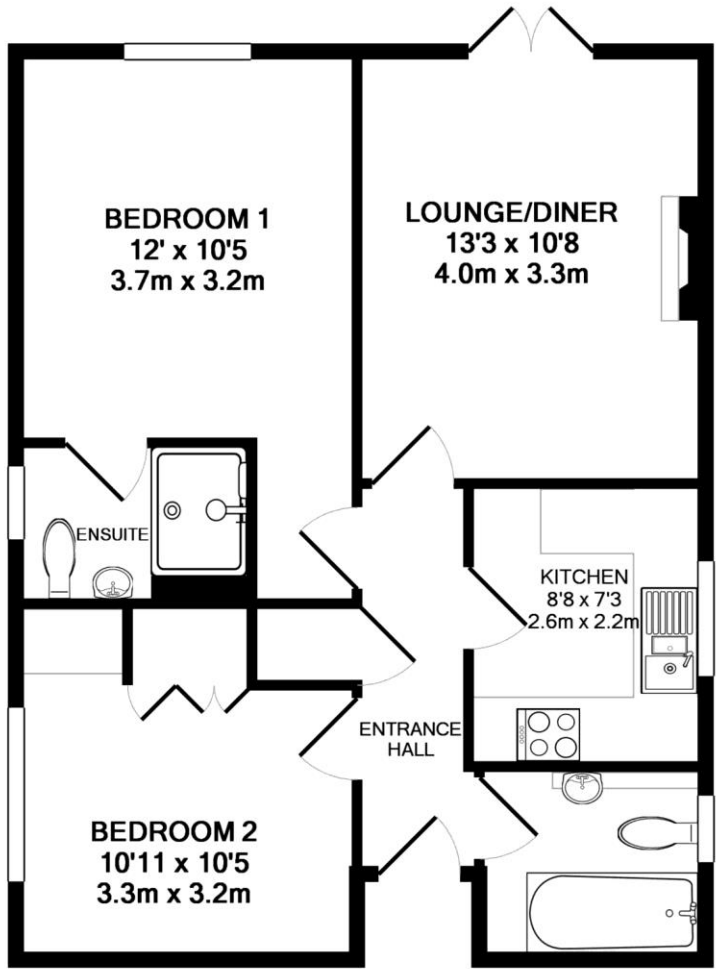 BEDROOM 1
12' x 10'5
3.7m x 3.2m
LOUNGE/DINER
13'3 x 10'8
4.0m x 3.3m
ENSUITE
KITCHEN
8'8 x 7'3
2.6m x 2.2m
ENTRANCE
HALL
BEDROOM 2
10'11 x 10'5
3.3m x 3.2m